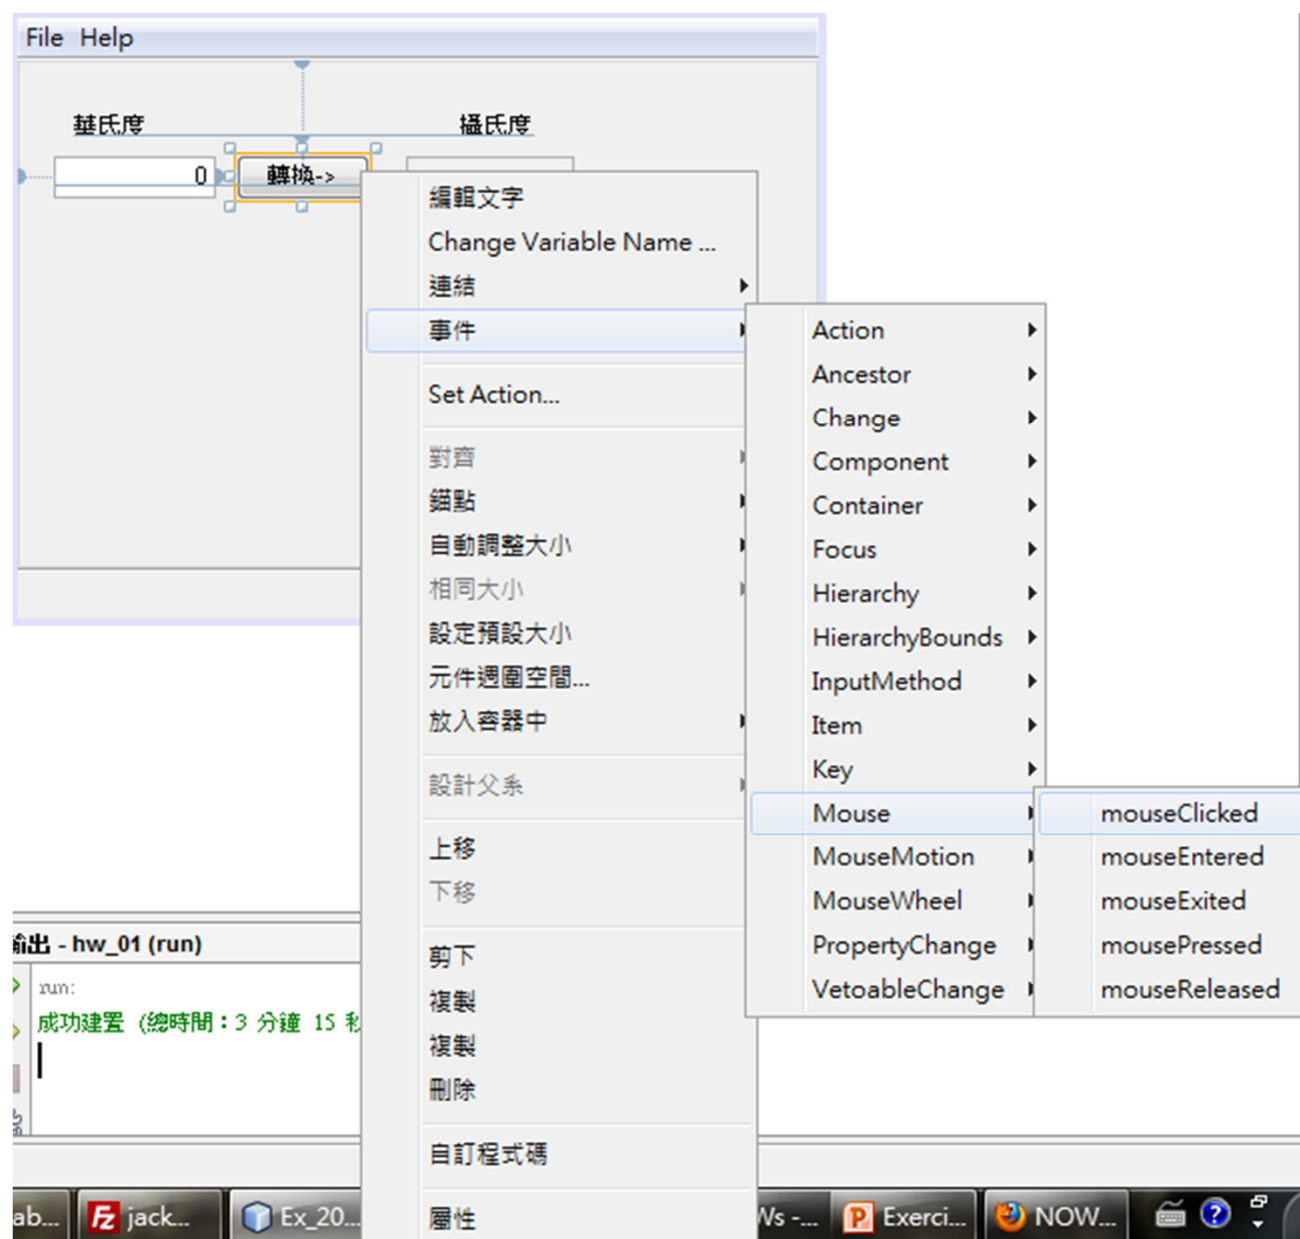 File Help
華氏度
攝氏度
0
轉換->
編輯文字
Change Variable Name ...
連結
事件
Set Action...
對齊
錨點
自動調整大小
相同大小
設定預設大小
元件週圍空間...
放入容器中
設計父系
上移
下移
剪下
複製
複製
刪除
自訂程式碼
屬性
Action
Ancestor
Change
Component
Container
Focus
Hierarchy
HierarchyBounds
InputMethod
Item
Key
Mouse
MouseMotion
MouseWheel
PropertyChange
VetoableChange
mouseClicked
mouseEntered
mouseExited
mousePressed
mouseReleased
輸出 - hw_01 (run)
run:
成功建置 (總時間：3 分鐘 15 秒
ab...
jack...
Ex_20...
Ws -...
Exerci...
NOW...